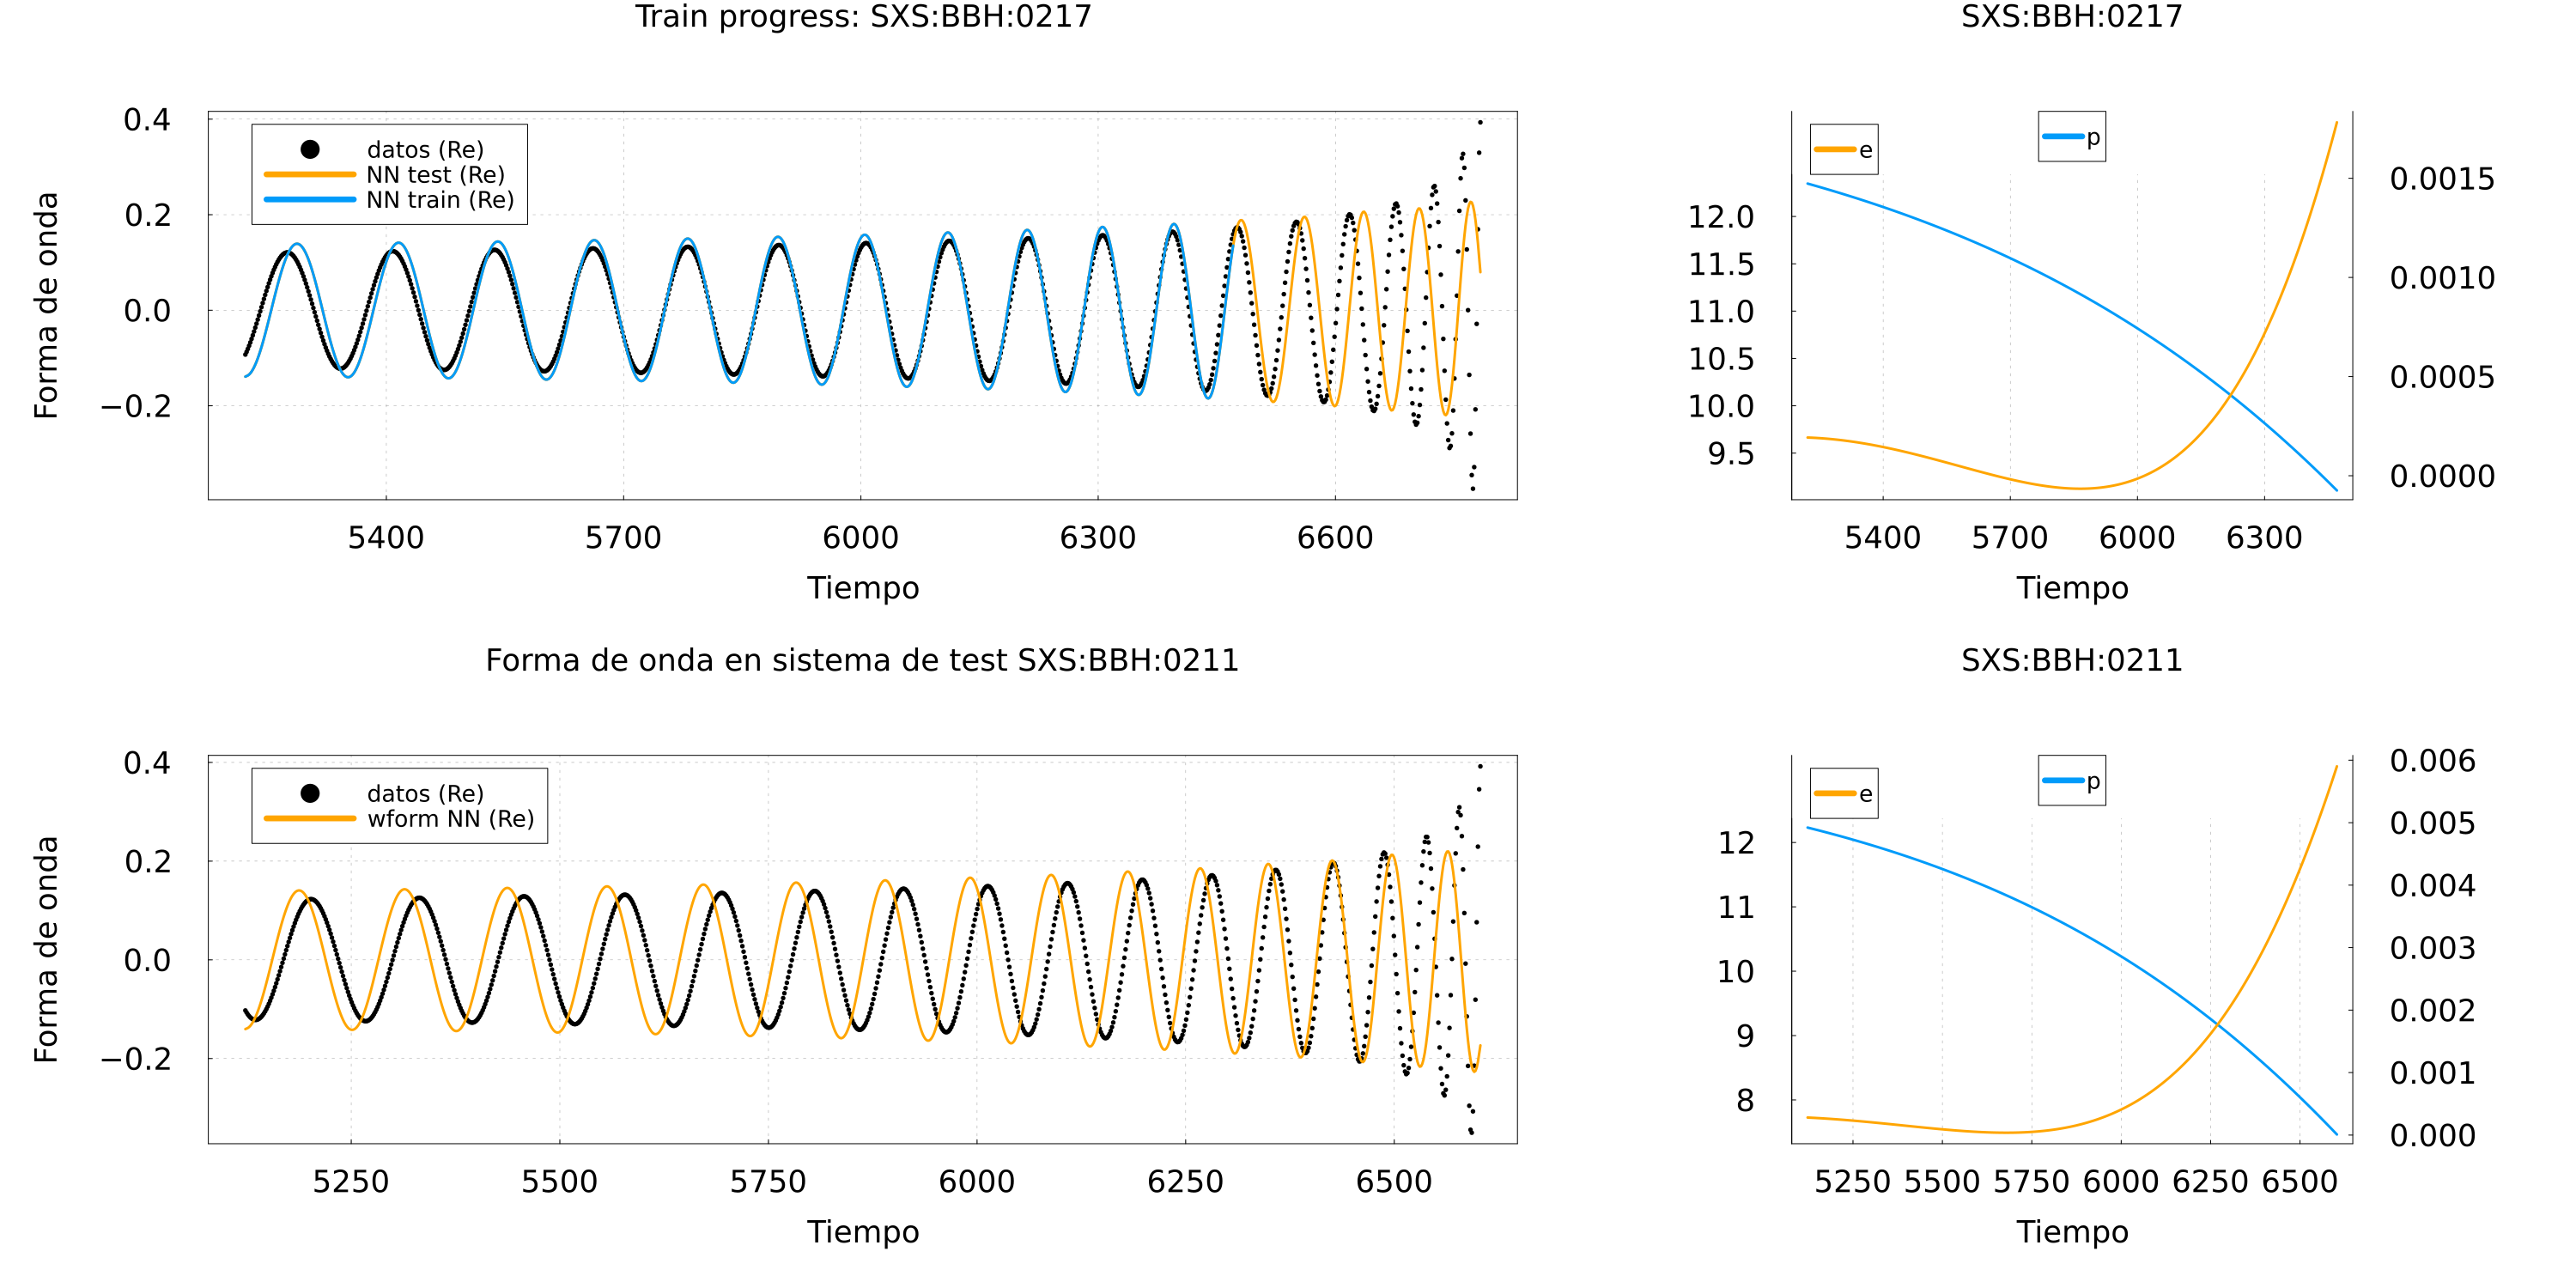 Train progress: SXS:BBH:0217
Forma de onda
0.4
0.2
0.0
−0.2
datos (Re)
NN test (Re)
NN train (Re)
5400 5700 6000 6300 6600
Tiempo
SXS:BBH:0217
e
p
12.0
11.5
11.0
10.5
10.0
9.5
0.0015
0.0010
0.0005
0.0000
5400 5700 6000 6300
Tiempo
Forma de onda en sistema de test SXS:BBH:0211
Forma de onda
0.4
0.2
0.0
−0.2
datos (Re)
wform NN (Re)
5250 5500 5750 6000 6250 6500
Tiempo
SXS:BBH:0211
e
p
12
11
10
9
8
0.006
0.005
0.004
0.003
0.002
0.001
0.000
5250 5500 5750 6000 6250 6500
Tiempo